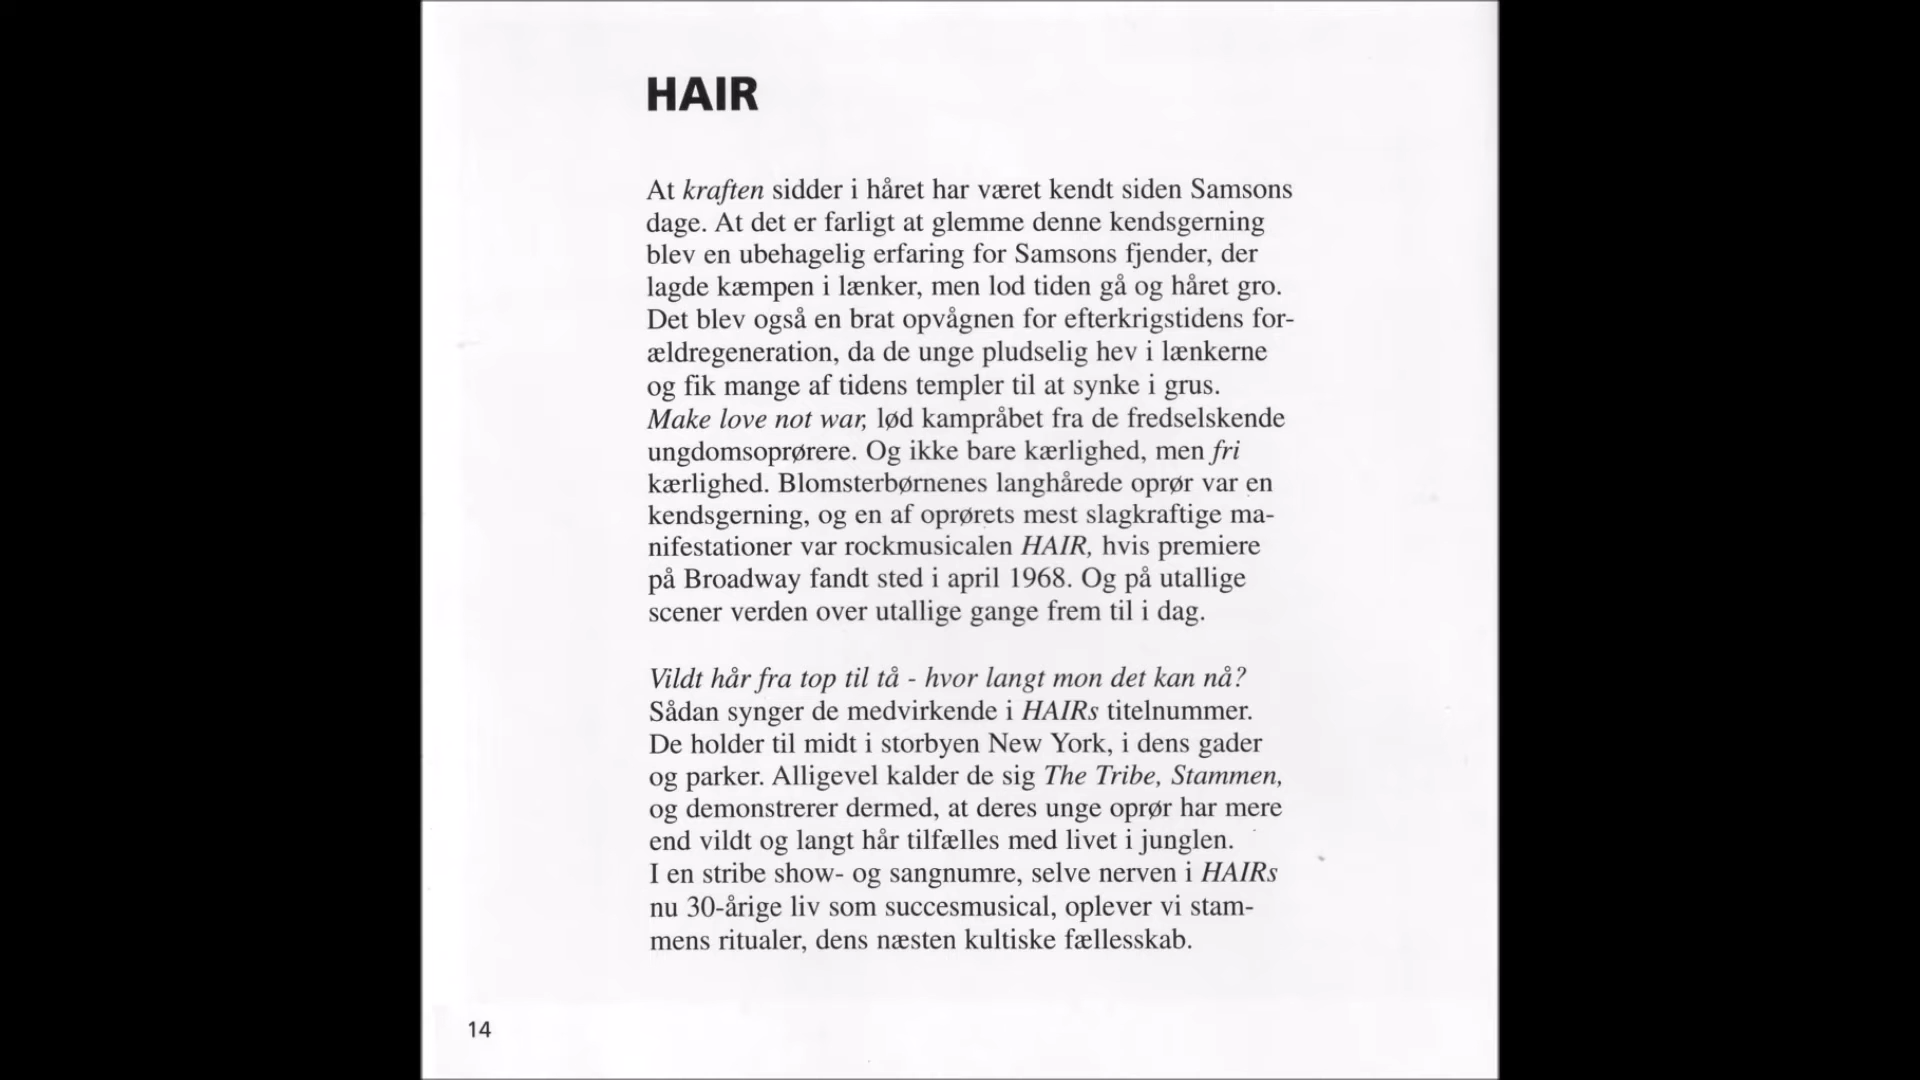 HAIR
At kraften sidder i håret har været kendt siden Samsons
dage. At det er farligt at glemme denne kendsgerning
blev en ubehagelig erfaring for Samsons fjender, der
lagde kæmpen i lænker, men lod tiden gå og håret gro.
Det blev også en brat opvågnen for efterkrigstidens for-
ældregeneration, da de unge pludselig hev i lænkerne
og fik mange af tidens templer til at synke i grus.
Make love not war, lød kampråbet fra de fredselskende
ungdomsoprørere. Og ikke bare kærlighed, men fri
kærlighed. Blomsterbørnenes langhårede oprør var en
kendsgerning, og en af oprørets mest slagkraftige ma-
nifestationer var rockmusicalen HAIR, hvis premiere
på Broadway fandt sted i april 1968. Og på utallige
scener verden over utallige gange frem til i dag.
Vildt hår fra top til tå - hvor langt mon det kan nå?
Sådan synger de medvirkende i HAIRs titelnummer.
De holder til midt i storbyen New York, i dens gader
og parker. Alligevel kalder de sig The Tribe, Stammen,
og demonstrerer dermed, at deres unge oprør har mere
end vildt og langt hår tilfælles med livet i junglen.
I en stribe show- og sangnumre, selve nerven i HAIRs
nu 30-årige liv som succesmusical, oplever vi stam-
mens ritualer, dens næsten kultiske fællesskab.
14